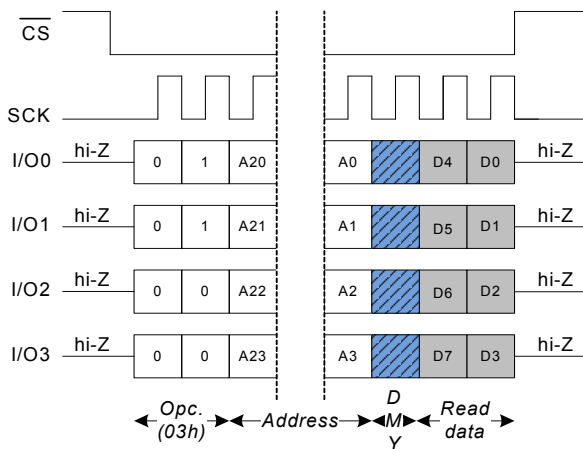 CS
SCK
I/O0 hi-Z 0 1 A20 A0 D4 D0 hi-Z
I/O1 hi-Z 0 1 A21 A1 D5 D1 hi-Z
I/O2 hi-Z 0 0 A22 A2 D6 D2 hi-Z
I/O3 hi-Z 0 0 A23 A3 D7 D3 hi-Z
Opc. (03h)
Address
D M Y
Read data